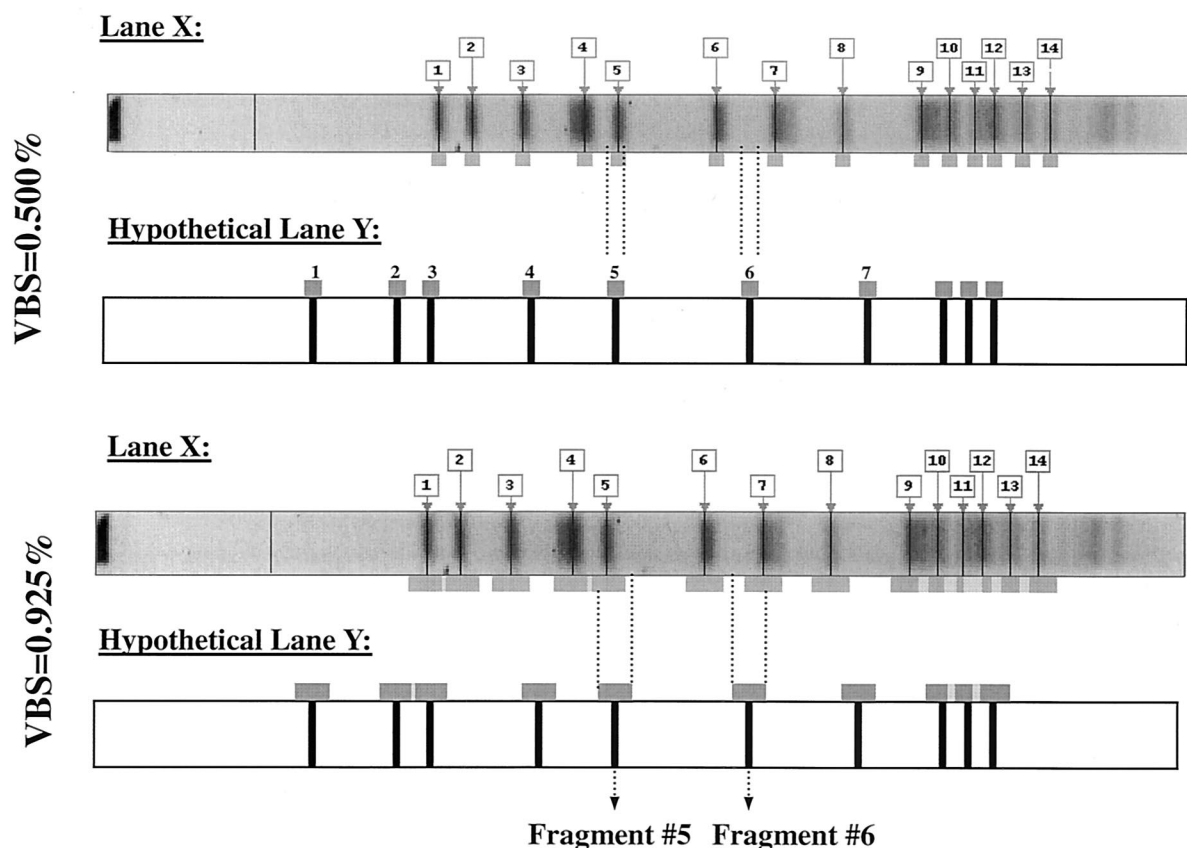 VBS=0.500%
Lane X:
1 2 3 4 5 6 7 8 9 10 11 12 13 14
Hypothetical Lane Y:
1 2 3 4 5 6 7
VBS=0.925%
Lane X:
1 2 3 4 5 6 7 8 9 10 11 12 13 14
Hypothetical Lane Y:
Fragment #5 Fragment #6